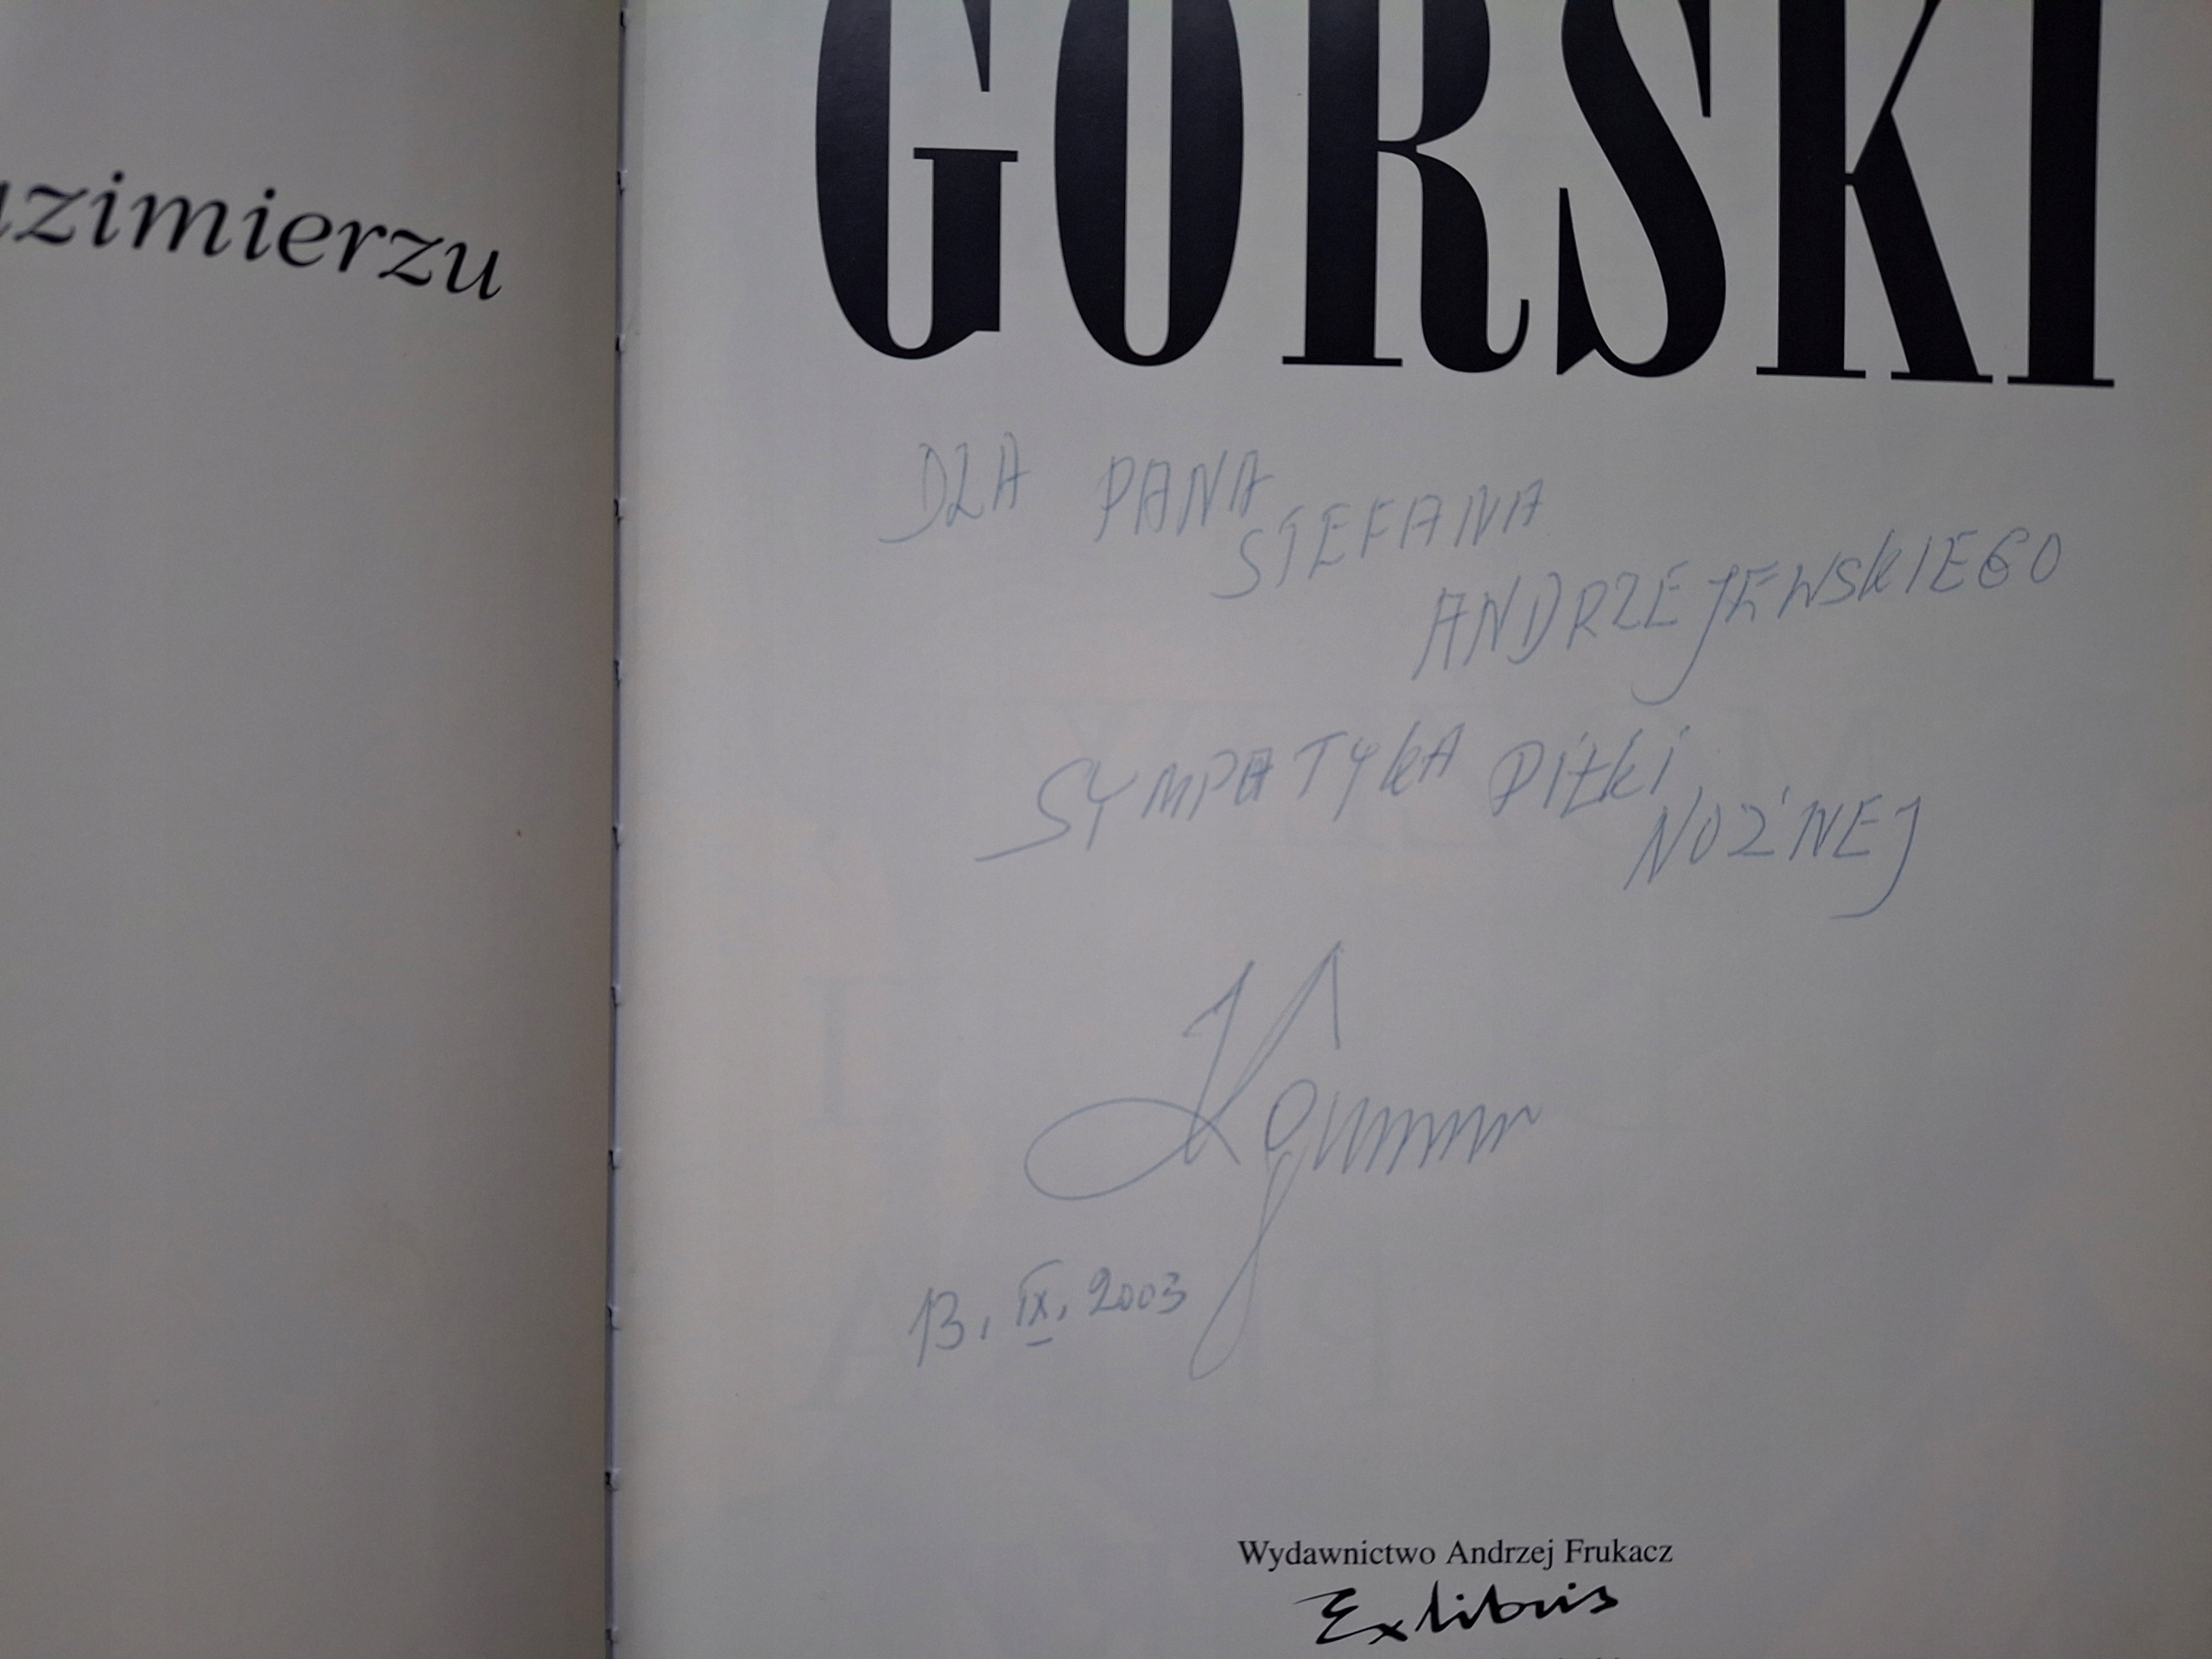 azimierzu
GÓRSKI
DLA PANA
STEFANA
ANDRZEJEWSKIEGO
SYMPATYKA PIŁKI
NOŻNEJ
13. IX. 2003
Wydawnictwo Andrzej Frukacz
Exlibris